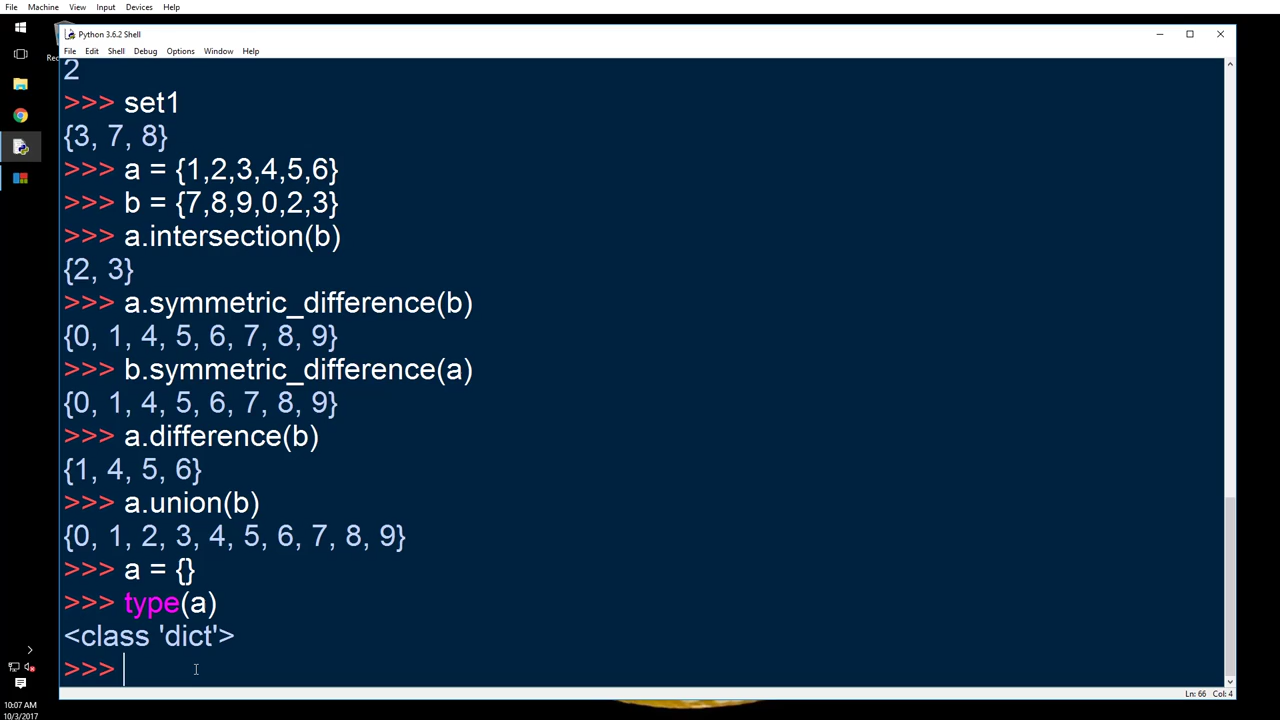 File Machine View Input Devices Help
Rec
Python 3.6.2 Shell
File Edit Shell Debug Options Window Help
2
>>> set1
{3, 7, 8}
>>> a = {1,2,3,4,5,6}
>>> b = {7,8,9,0,2,3}
>>> a.intersection(b)
{2, 3}
>>> a.symmetric_difference(b)
{0, 1, 4, 5, 6, 7, 8, 9}
>>> b.symmetric_difference(a)
{0, 1, 4, 5, 6, 7, 8, 9}
>>> a.difference(b)
{1, 4, 5, 6}
>>> a.union(b)
{0, 1, 2, 3, 4, 5, 6, 7, 8, 9}
>>> a = {}
>>> type(a)
<class 'dict'>
>>>
Ln: 66 Col: 4
10:07 AM
10/3/2017